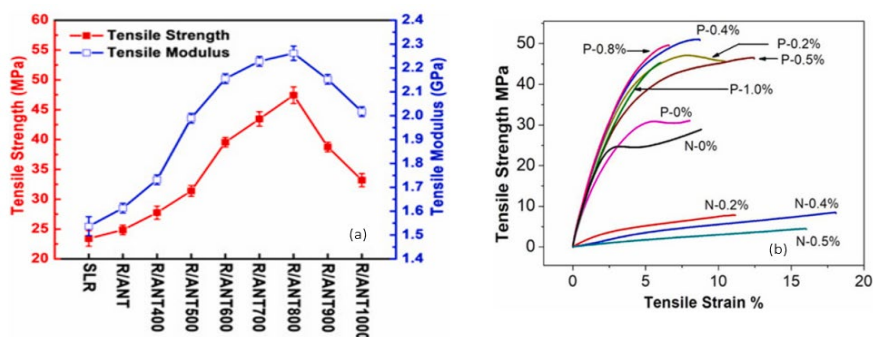 Tensile Strength (MPa)
60
55
50
45
40
35
30
25
20
Tensile Strength
Tensile Modulus
(a)
2.4
2.3
2.2
2.1
2.0
1.9
1.8
1.7
1.6
1.5
1.4
Tensile Modulus (GPa)
SLR
R/ANT
R/ANT400
R/ANT500
R/ANT600
R/ANT700
R/ANT800
R/ANT900
R/ANT1000
Tensile Strength MPa
50
40
30
20
10
0
P-0.4%
P-0.8%
P-0.2%
P-0.5%
P-1.0%
P-0%
N-0%
N-0.2%
N-0.4%
N-0.5%
(b)
0
5
10
15
20
Tensile Strain %